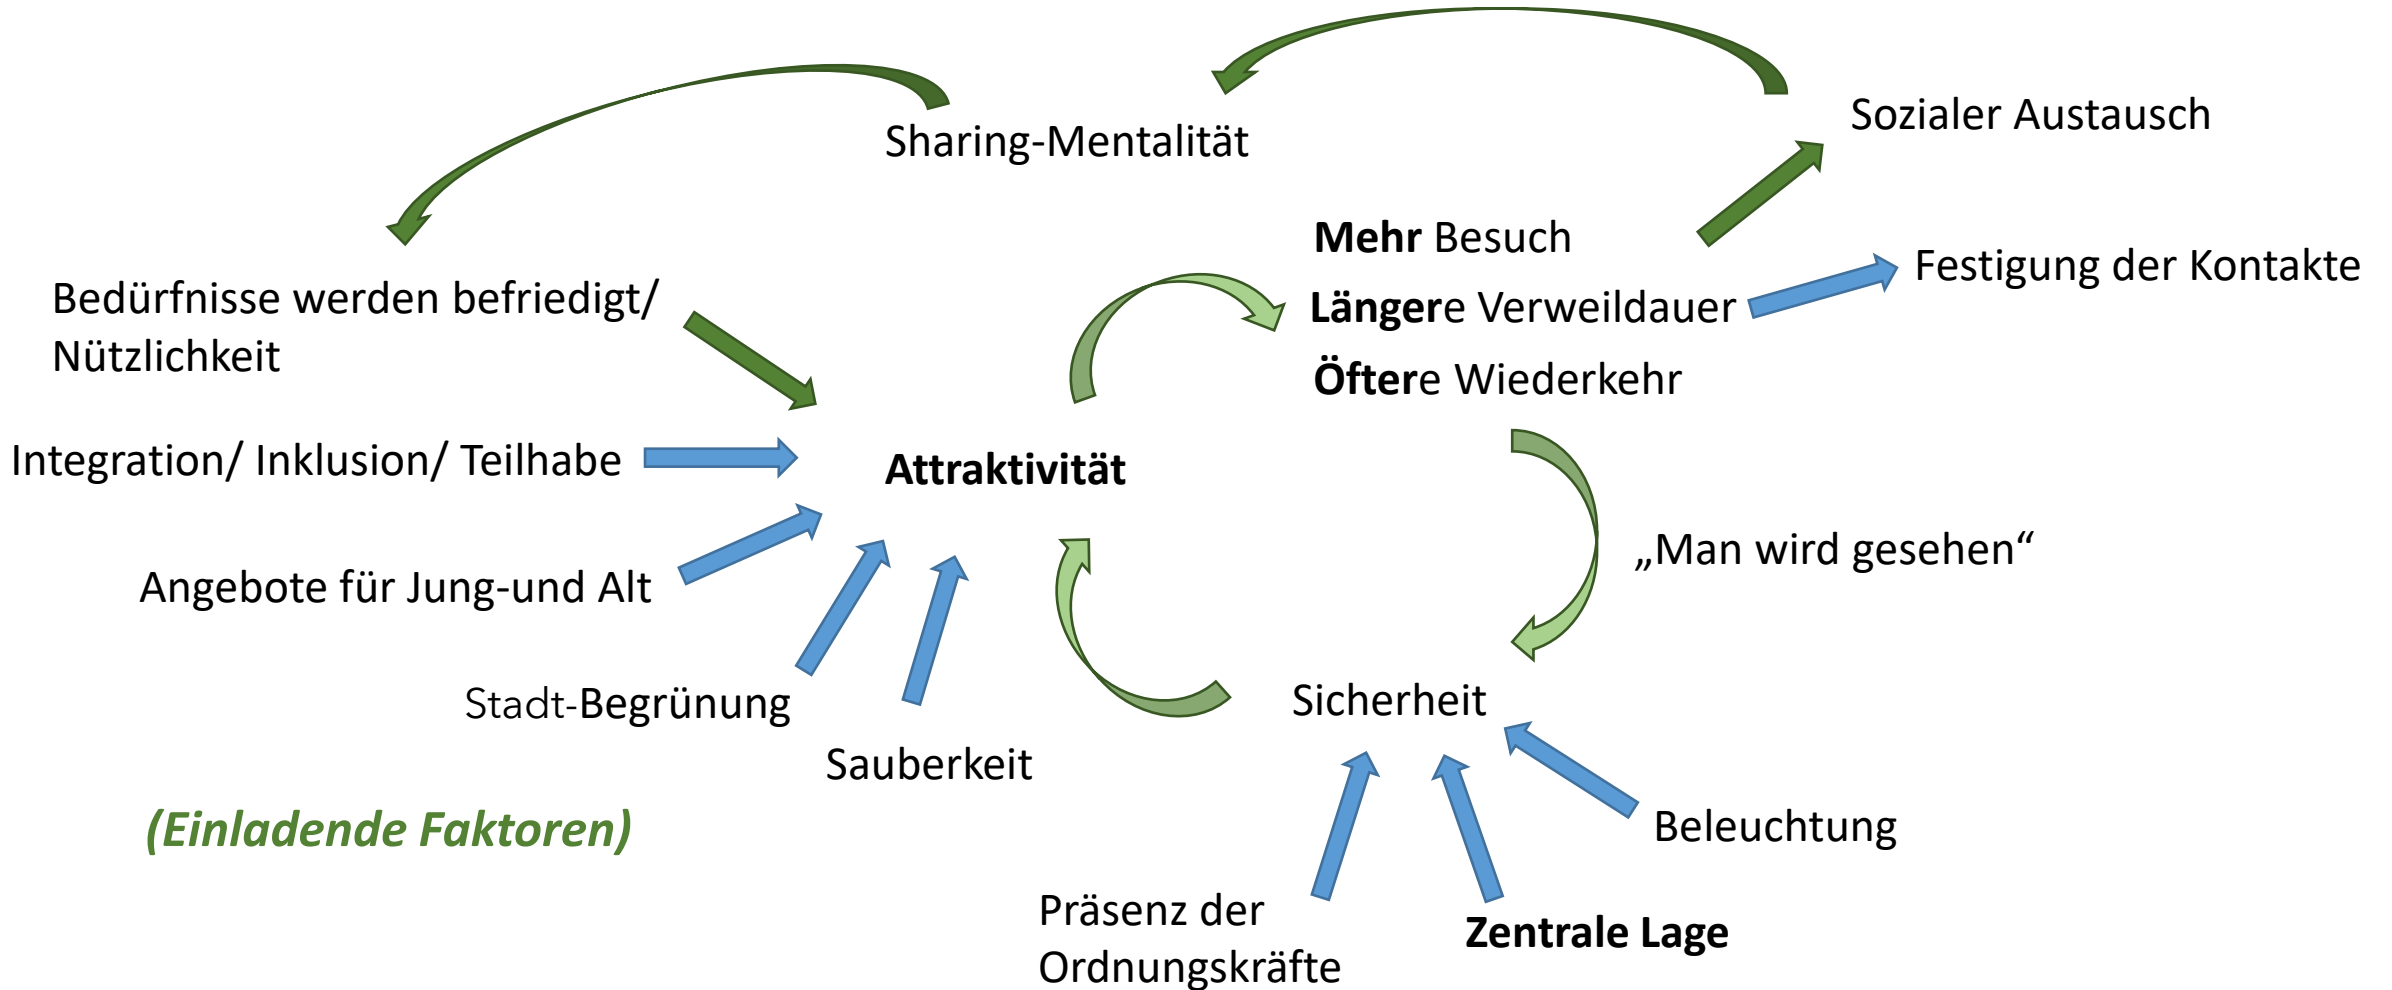 Sharing-Mentalität
Sozialer Austausch
Mehr Besuch
Längere Verweildauer
Öftere Wiederkehr
Festigung der Kontakte
Bedürfnisse werden befriedigt/
Nützlichkeit
Integration/ Inklusion/ Teilhabe
Attraktivität
Angebote für Jung-und Alt
„Man wird gesehen“
Stadt-Begrünung
Sauberkeit
Sicherheit
(Einladende Faktoren)
Beleuchtung
Präsenz der
Ordnungskräfte
Zentrale Lage